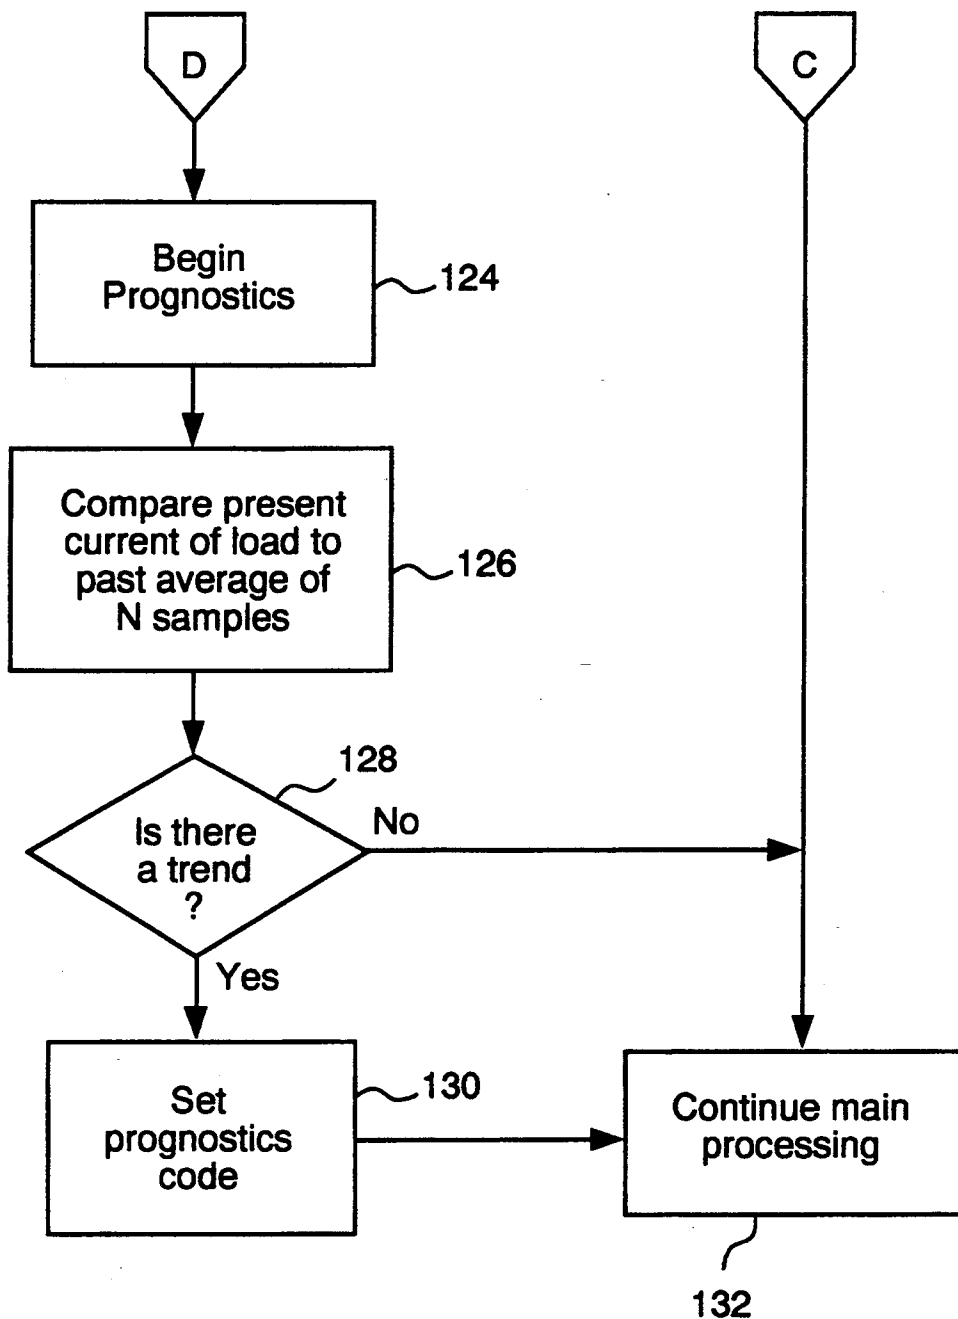 D
C
Begin
Prognostics
124
Compare present
current of load to
past average of
N samples
126
128
Is there
a trend
?
No
Yes
Set
prognostics
code
130
Continue main
processing
132